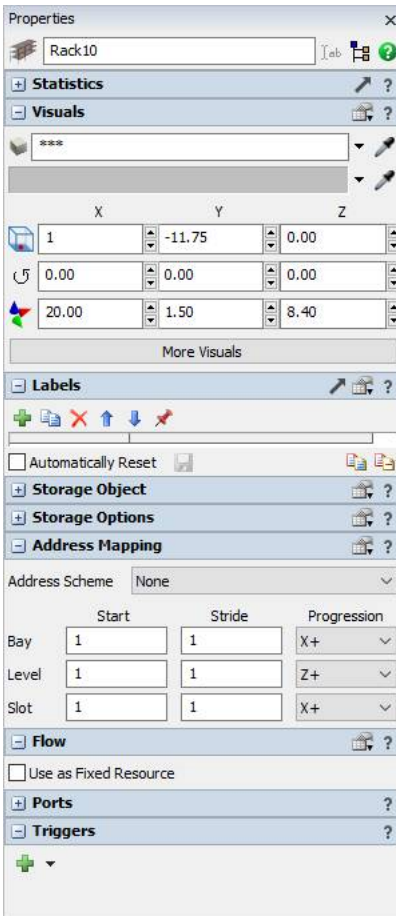 Properties
Rack10
Statistics
Visuals
***
X Y Z
1 -11.75 0.00
0.00 0.00 0.00
20.00 1.50 8.40
More Visuals
Labels
Automatically Reset
Storage Object
Storage Options
Address Mapping
Address Scheme None
Start Stride Progression
Bay 1 1 X+
Level 1 1 Z+
Slot 1 1 X+
Flow
Use as Fixed Resource
Ports
Triggers